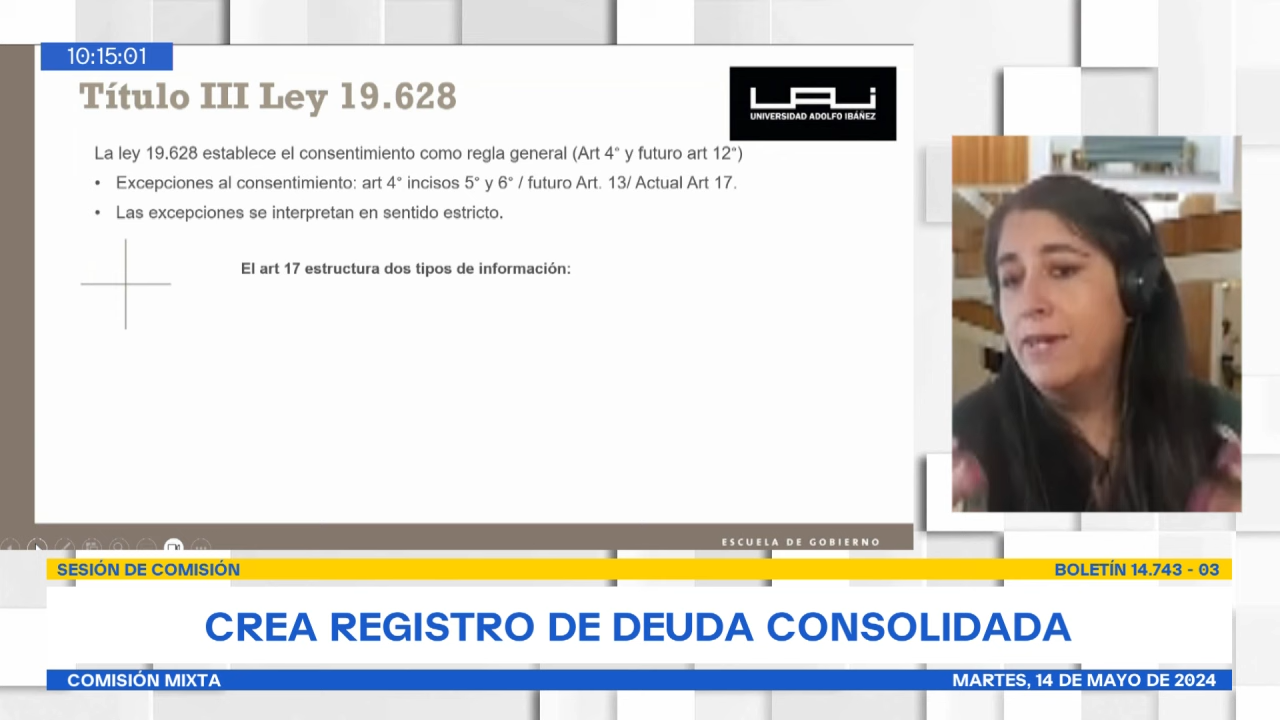 10:15:01
Título III Ley 19.628
UNIVERSIDAD ADOLFO IBÁÑEZ
La ley 19.628 establece el consentimiento como regla general (Art 4° y futuro art 12°)
• Excepciones al consentimiento: art 4° incisos 5° y 6° / futuro Art. 13/ Actual Art 17.
• Las excepciones se interpretan en sentido estricto.
El art 17 estructura dos tipos de información:
ESCUELA DE GOBIERNO
SESIÓN DE COMISIÓN
BOLETÍN 14.743 - 03
CREA REGISTRO DE DEUDA CONSOLIDADA
COMISIÓN MIXTA
MARTES, 14 DE MAYO DE 2024